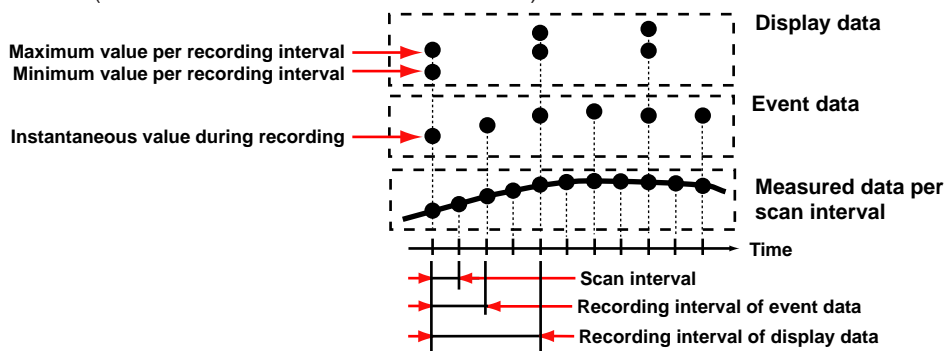 Display data
Maximum value per recording interval
Minimum value per recording interval
Event data
Instantaneous value during recording
Measured data per
scan interval
Time
Scan interval
Recording interval of event data
Recording interval of display data